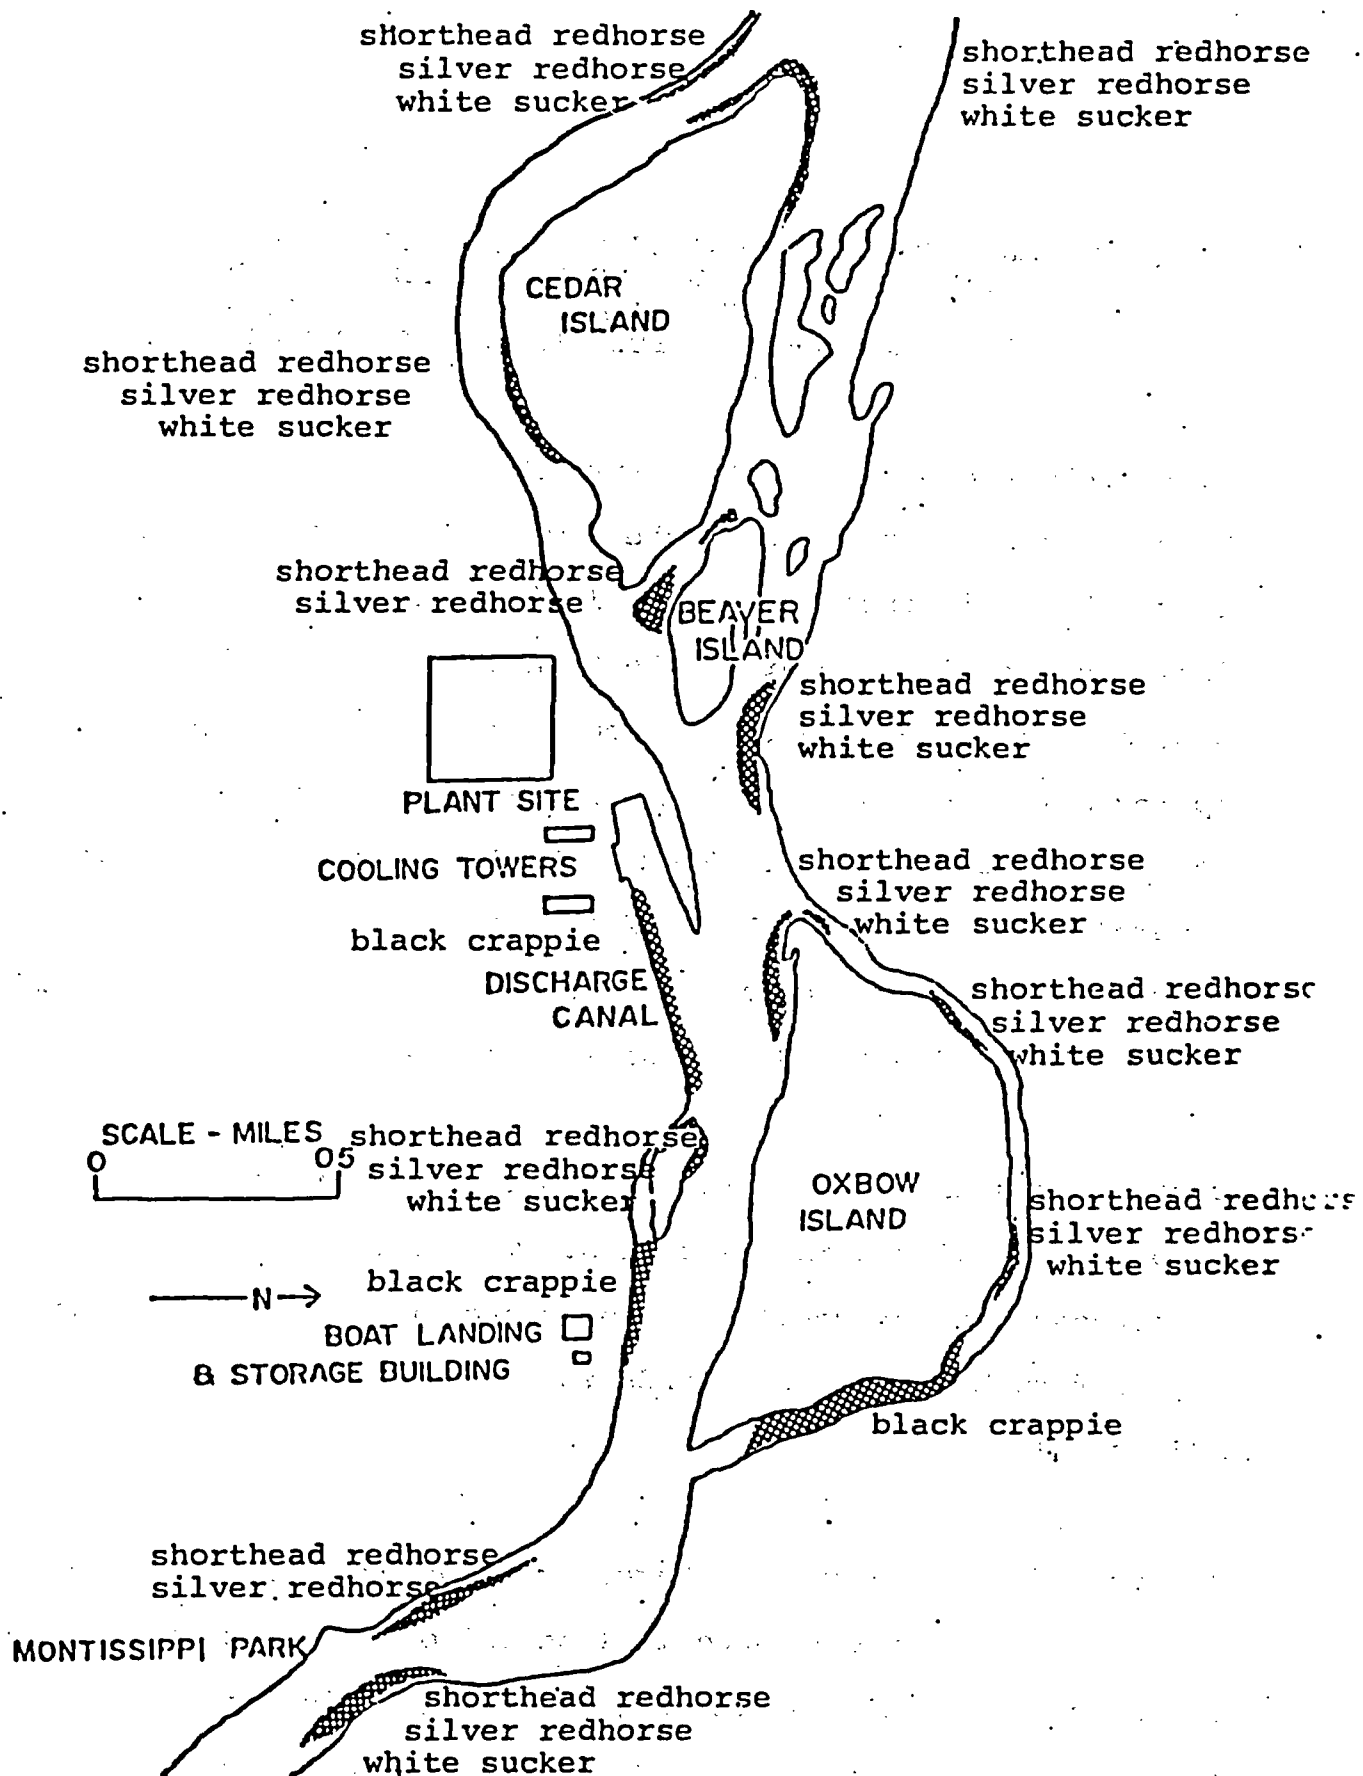 shorthead redhorse
silver redhorse
white sucker
shorthead redhorse
silver redhorse
white sucker
CEDAR
ISLAND
shorthead redhorse
silver redhorse
white sucker
shorthead redhorse
silver redhorse
BEAVER
ISLAND
shorthead redhorse
silver redhorse
white sucker
PLANT SITE
COOLING TOWERS
shorthead redhorse
silver redhorse
white sucker
black crappie
DISCHARGE
CANAL
shorthead redhorse
silver redhorse
white sucker
SCALE - MILES
0 0.5
shorthead redhorse
silver redhors
white sucker
OXBOW
ISLAND
shorthead redhors
silver redhors
white sucker
N
black crappie
BOAT LANDING
& STORAGE BUILDING
black crappie
shorthead redhorse
silver redhorse
MONTISSIPPI PARK
shorthead redhorse
silver redhorse
white sucker